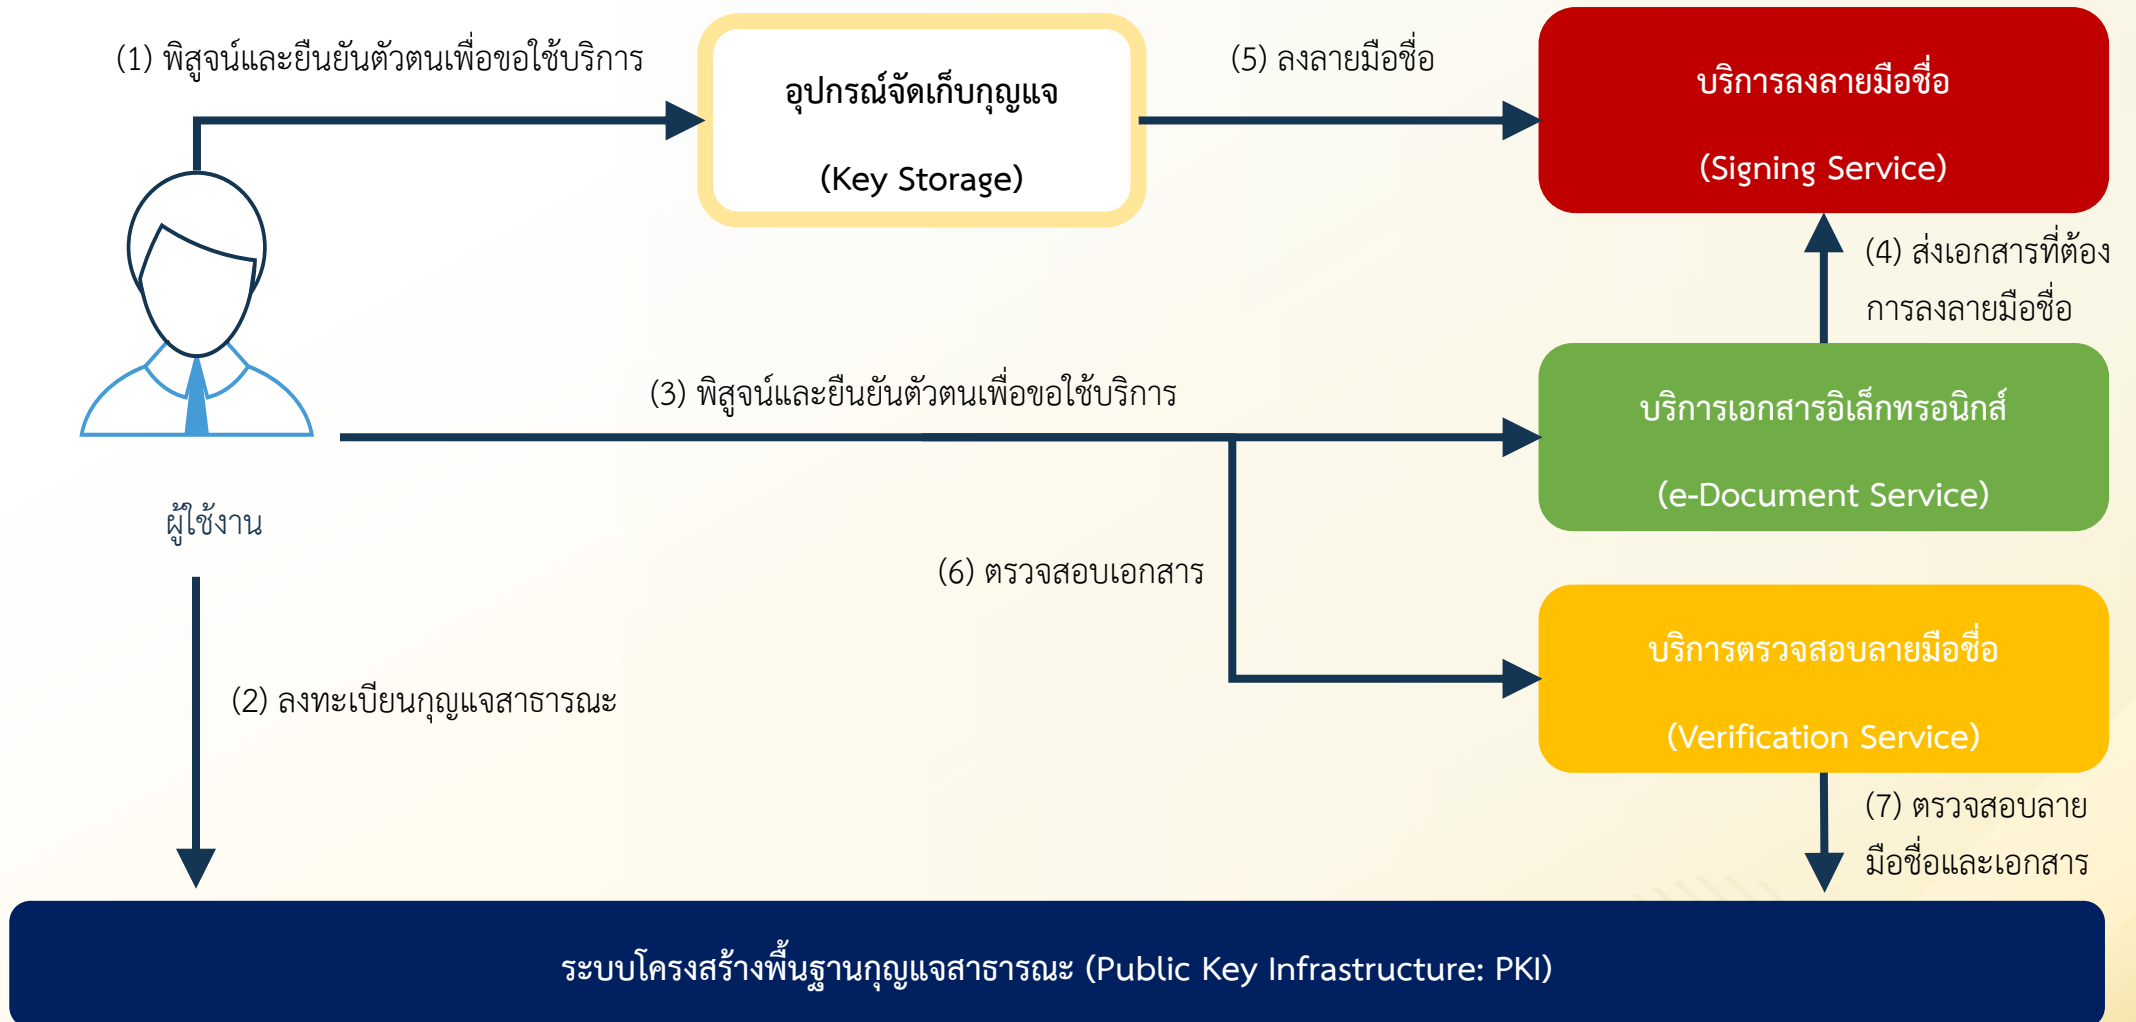 (1) พิสูจน์และยืนยันตัวตนเพื่อขอใช้บริการ
อุปกรณ์จัดเก็บกุญแจ
(Key Storage)
(5) ลงลายมือชื่อ
บริการลงลายมือชื่อ
(Signing Service)
(4) ส่งเอกสารที่ต้อง
การลงลายมือชื่อ
(3) พิสูจน์และยืนยันตัวตนเพื่อขอใช้บริการ
บริการเอกสารอิเล็กทรอนิกส์
(e-Document Service)
ผู้ใช้งาน
(6) ตรวจสอบเอกสาร
บริการตรวจสอบลายมือชื่อ
(Verification Service)
(2) ลงทะเบียนกุญแจสาธารณะ
(7) ตรวจสอบลาย
มือชื่อและเอกสาร
ระบบโครงสร้างพื้นฐานกุญแจสาธารณะ (Public Key Infrastructure: PKI)